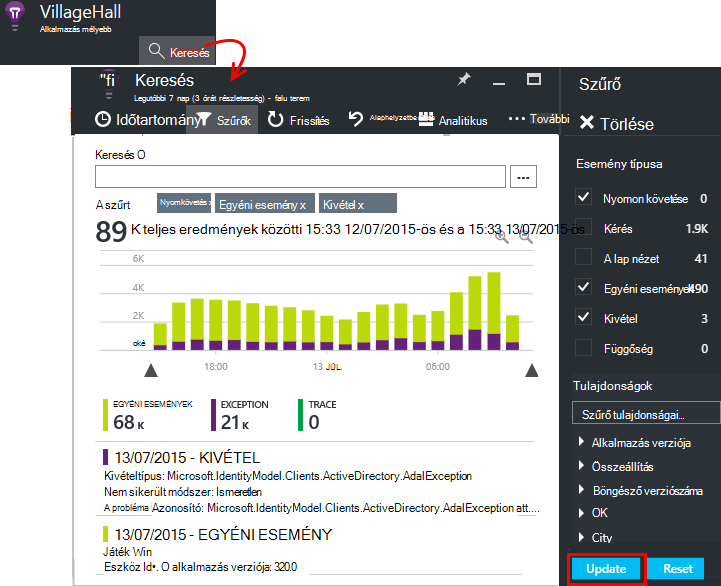 VillageHall
Alkalmazás mélyebb
Keresés
"fi
Keresés
Legutóbbi 7 nap (3 órát részletesség) - falu terem
Időtartomány
Szűrők
Frissítés
Alaphelyzetbe
Analitikus
További
Keresés O
...
A szűrt
Nyomkövetés x
Egyéni esemény x
Kivétel x
89 K teljes eredmények közötti 15:33 12/07/2015-ös és a 15:33 13/07/2015-ös
6K
4K
2K
oké
18:00
13 JÚL.
06:00
EGYÉNI ESEMÉNYEK
68 K
EXCEPTION
21 K
TRACE
0
13/07/2015 - KIVÉTEL
Kivételtípus: Microsoft.IdentityModel.Clients.ActiveDirectory.AdalException
Nem sikerült módszer: Ismeretlen
A probléma Azonosító: Microsoft.IdentityModel.Clients.ActiveDirectory.AdalException att....
13/07/2015 - EGYÉNI ESEMÉNY
Játék Win
Eszköz Id•. O alkalmazás verziója: 320.0
Szűrő
Törlése
Esemény típusa
Nyomon követése 0
Kérés 1.9K
A lap nézet 41
Egyéni események 490
Kivétel 3
Függőség 0
Tulajdonságok
Szűrő tulajdonságai...
Alkalmazás verziója
Összeállítás
Böngésző verziószáma
OK
City
Update
Reset